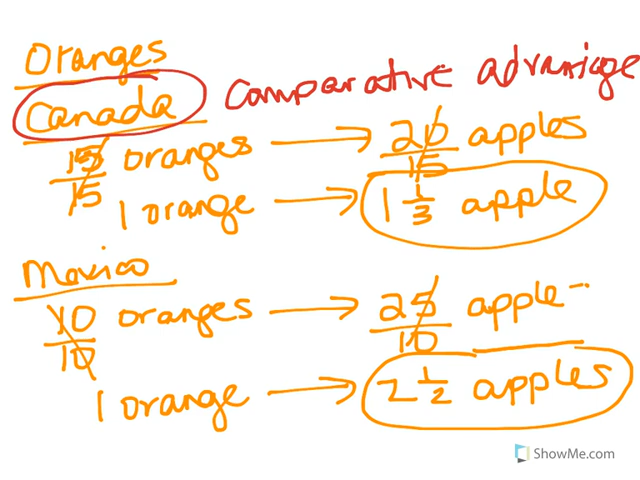 Oranges
Canada comparative advantage
15 oranges → 20 apples
15 15
1 orange → 1 1/3 apple
Mexico
10 oranges → 25 apple
10 10
1 orange → 2 1/2 apples
ShowMe.com